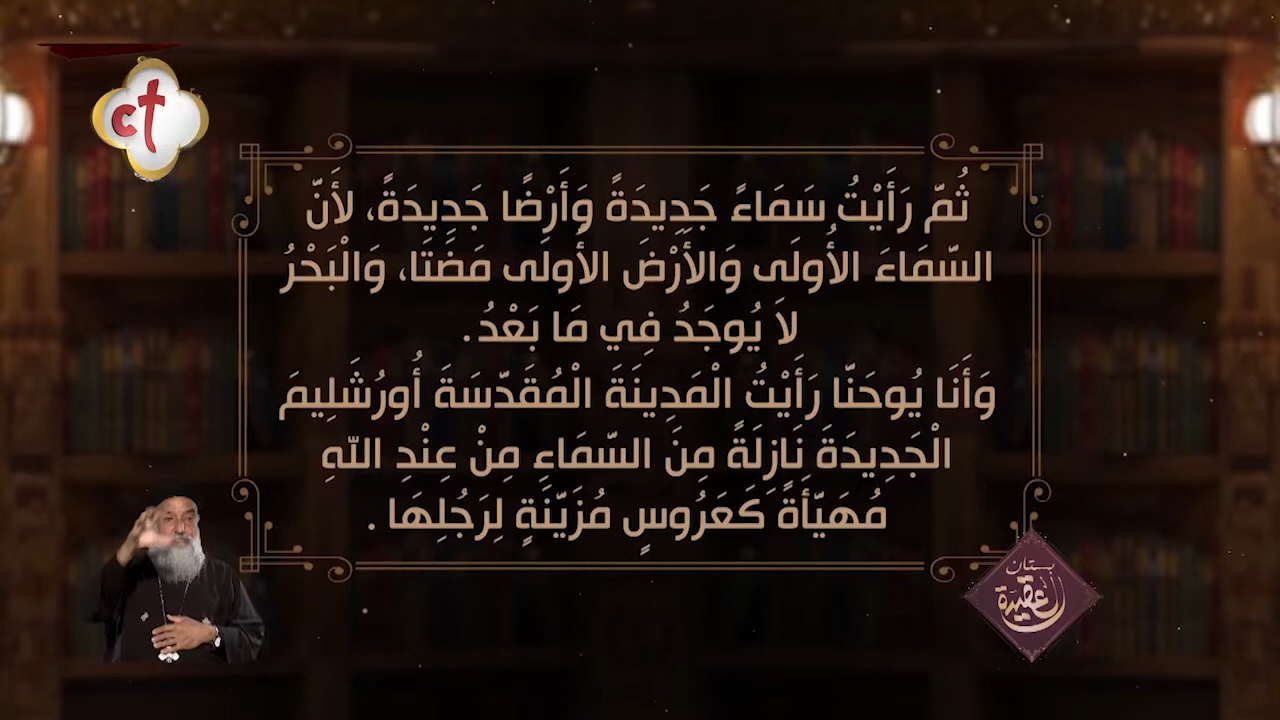 ct
ثُمّ رَأَيْتُ سَمَاءً جَدِيدَةً وَأَرْضًا جَدِيدَةً، لأَنّ
السّمَاءَ الأُولَى وَالأَرْضَ الأُولَى مَضَتَا، وَالْبَحْرُ
لاَ يُوجَدُ فِي مَا بَعْدُ.
وَأَنَا يُوحَنّا رَأَيْتُ الْمَدِينَةَ الْمُقَدّسَةَ أُورُشَلِيمَ
الْجَدِيدَةَ نَازِلَةً مِنَ السّمَاءِ مِنْ عِنْدِ اللّهِ
مُهَيّأَةً كَعَرُوسٍ مُزَيّنَةٍ لِرَجُلِهَا .
بستان
العقيدة